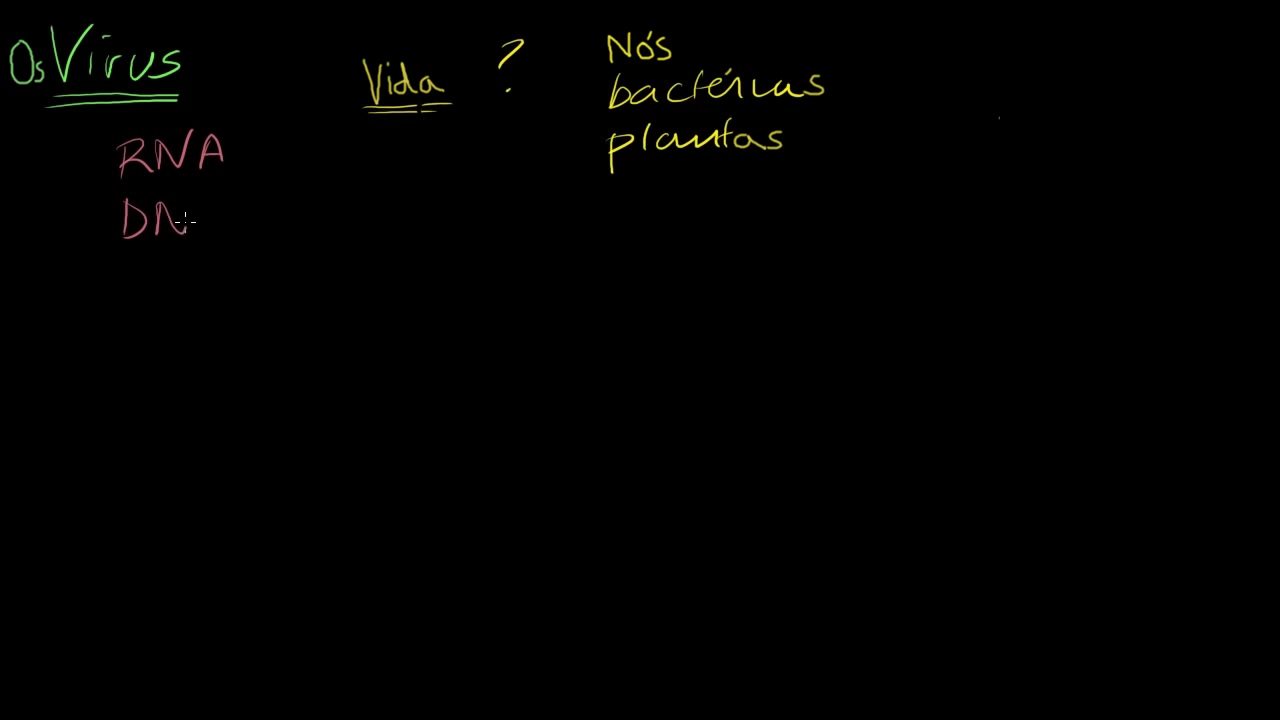 Os Vírus
Vida ?
Nós
bactérias
plantas
RNA
DN